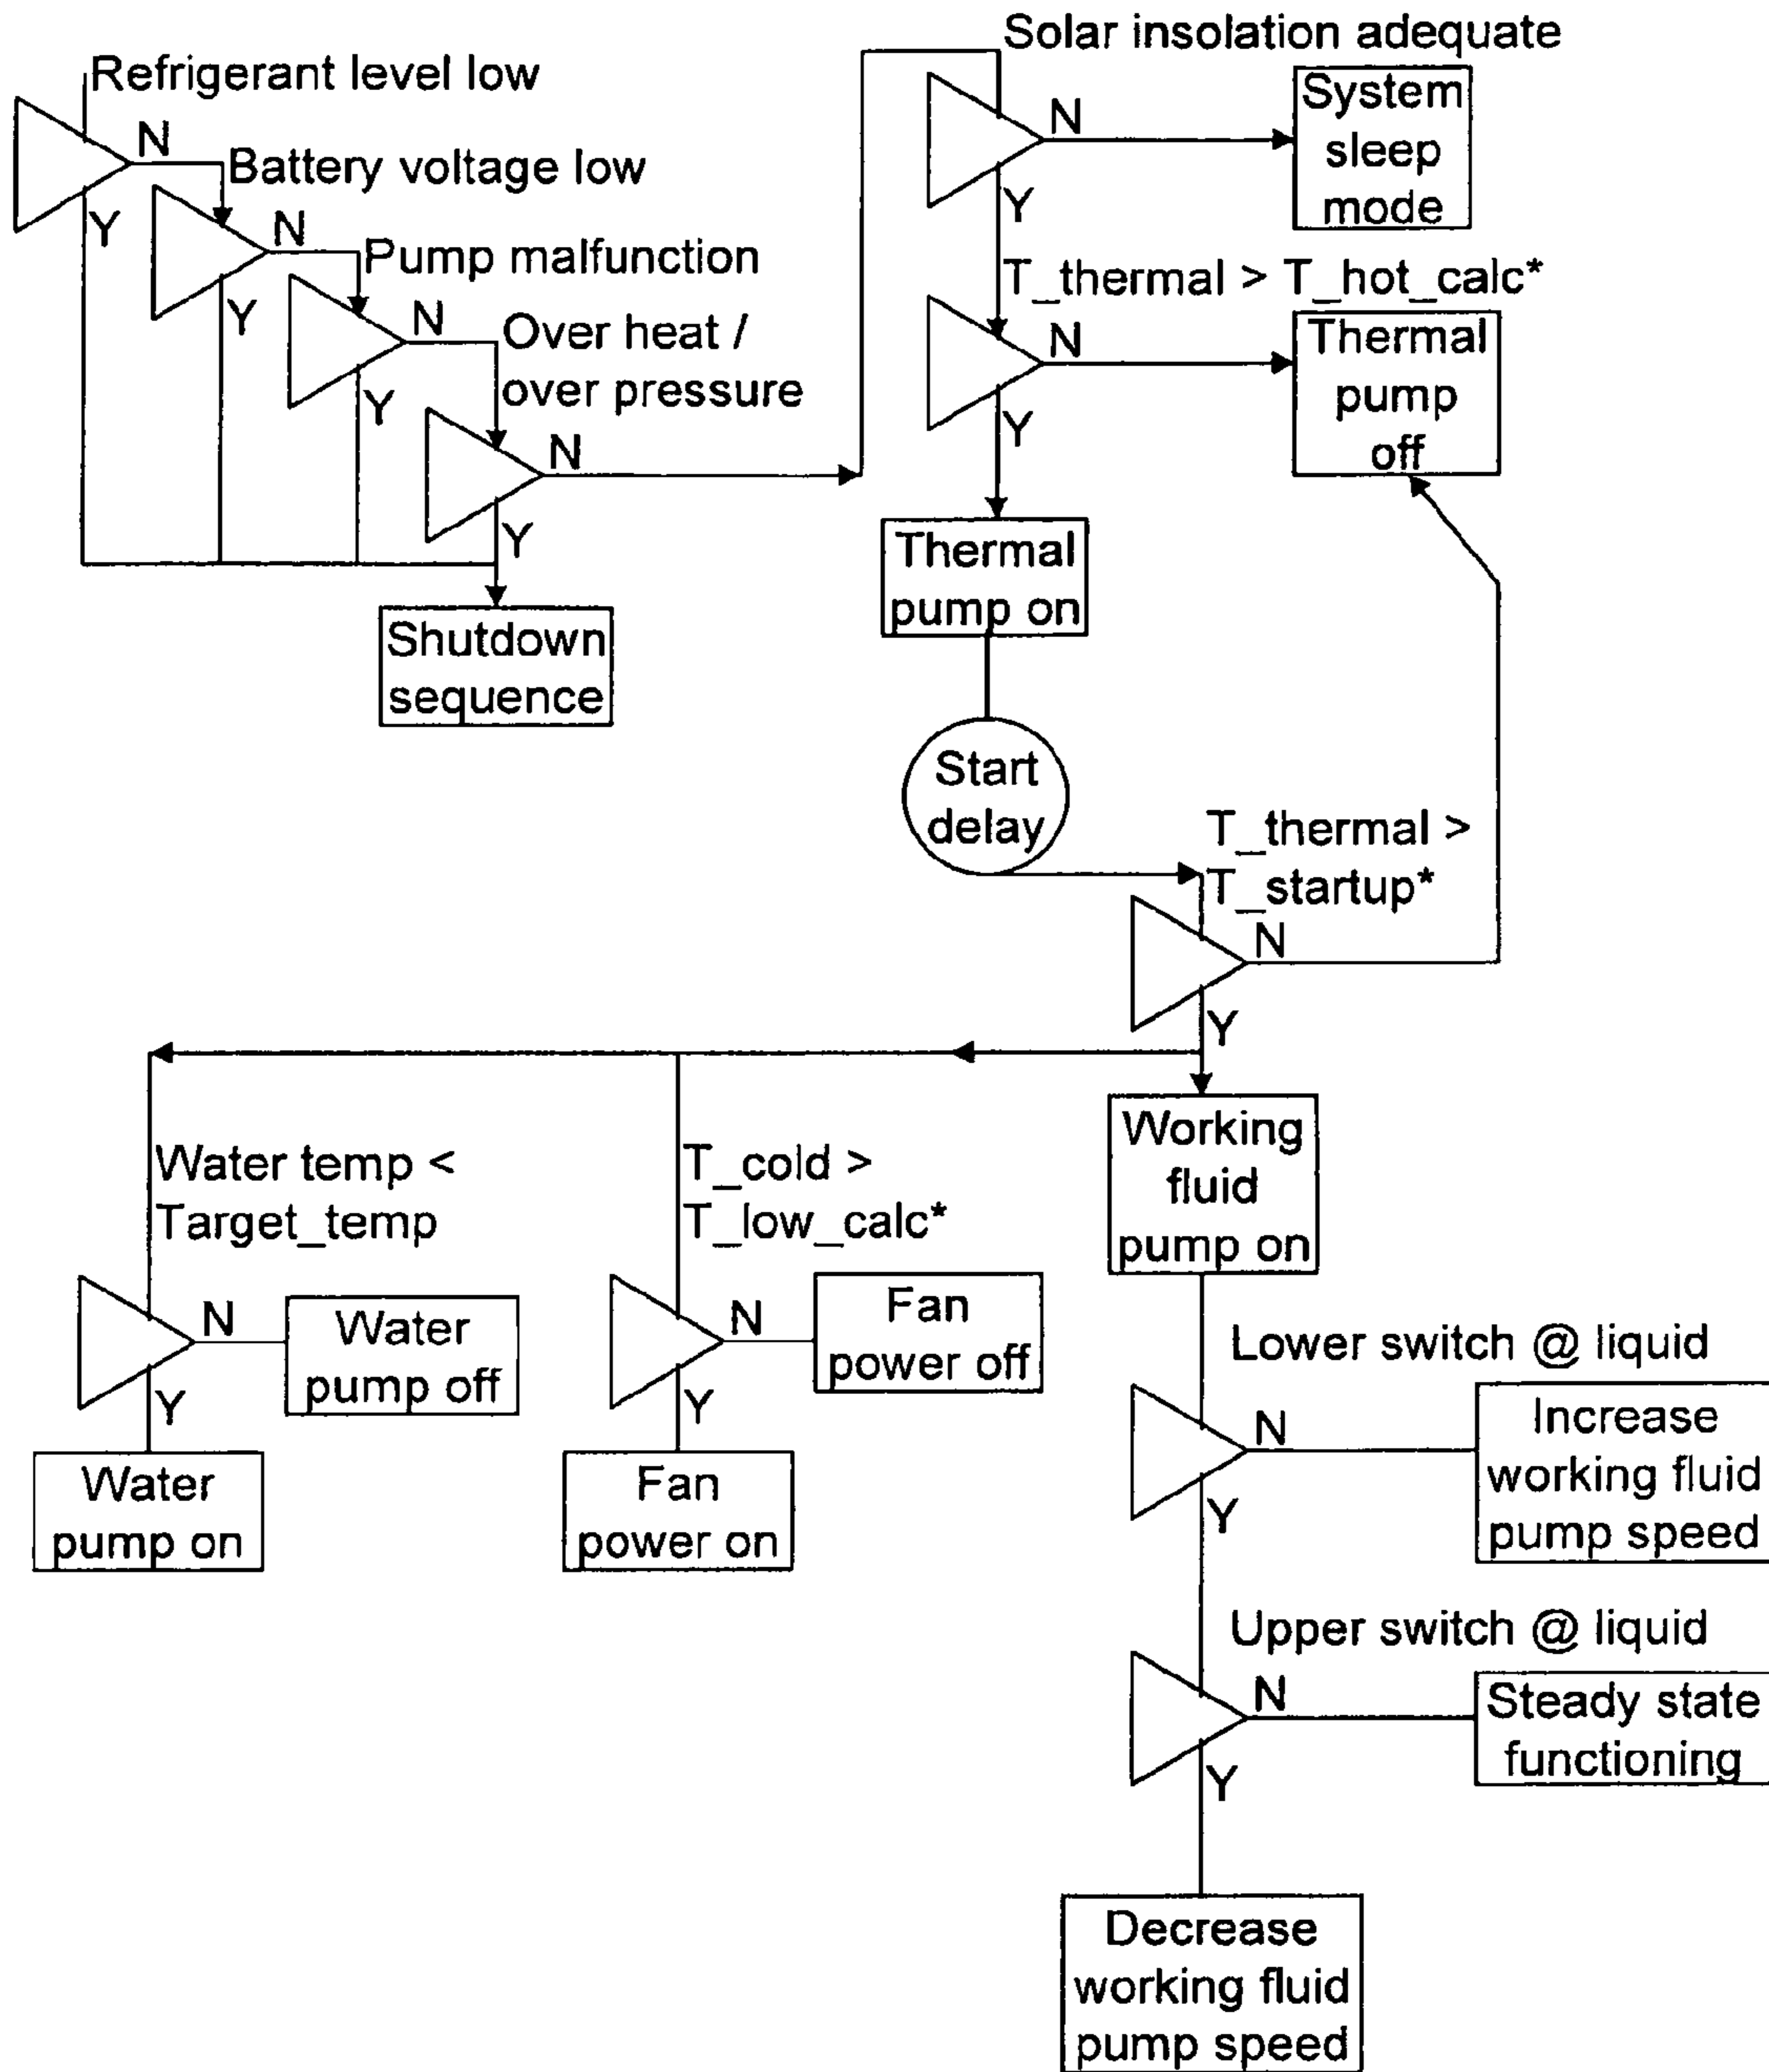 Refrigerant level low
N
Y
Battery voltage low
N
Y
Pump malfunction
N
Y
Over heat /
over pressure
N
Y
Shutdown
sequence
Solar insolation adequate
N
Y
System
sleep
mode
T_thermal > T_hot_calc*
N
Y
Thermal
pump
off
Thermal
pump on
Start
delay
T_thermal >
T_startup*
N
Y
Water temp <
Target_temp
N
Y
Water
pump off
Water
pump on
T_cold >
T_low_calc*
N
Y
Fan
power off
Fan
power on
Working
fluid
pump on
Lower switch @ liquid
N
Y
Increase
working fluid
pump speed
Upper switch @ liquid
N
Y
Steady state
functioning
Decrease
working fluid
pump speed